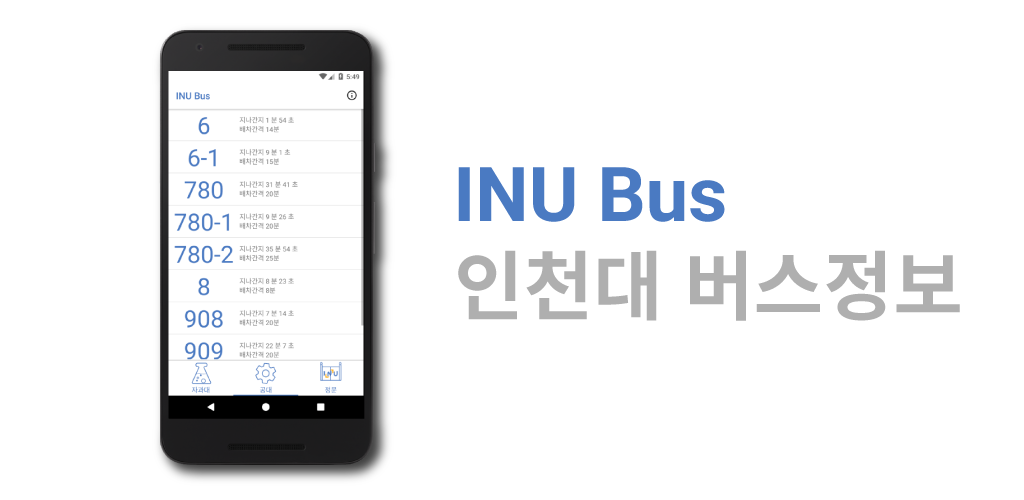 5:49
INU Bus
6
지나간지 1 분 54 초
배차간격 14분
6-1
지나간지 9 분 1 초
배차간격 15분
780
지나간지 31 분 41 초
배차간격 20분
780-1
지나간지 9 분 26 초
배차간격 20분
780-2
지나간지 35 분 54 초
배차간격 25분
8
지나간지 8 분 23 초
배차간격 8분
908
지나간지 7 분 14 초
배차간격 20분
909
지나간지 22 분 7 초
배차간격 20분
자과대
공대
INU
정문
INU Bus
인천대 버스정보